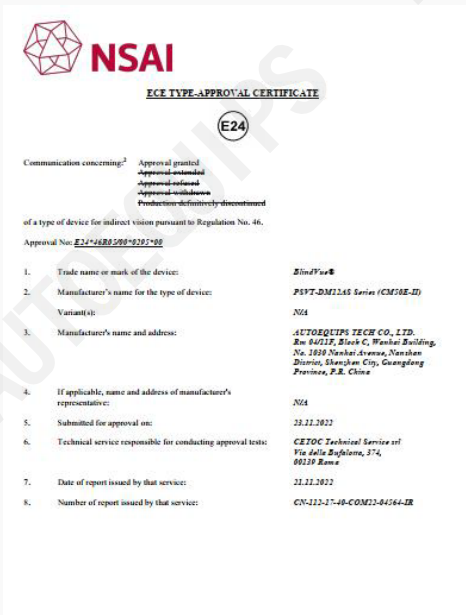 NSAI
ECE TYPE-APPROVAL CERTIFICATE
E24
Communication concerning:² Approval granted
Approval extended
Approval refused
Approval withdrawn
Production definitively discontinued
of a type of device for indirect vision pursuant to Regulation No. 46.
Approval No: E24*46R05/00*0295*00
1. Trade name or mark of the device: BlindVue®
2. Manufacturer's name for the type of device: PSVT-DM12AS Series (CM50E-II)
Variant(s): N/A
3. Manufacturer's name and address: AUTOEQUIPS TECH CO., LTD.
Rm 04/11F, Block C, Wanhai Building,
No. 1030 Nanhai Avenue, Nanshan
District, Shenzhen City, Guangdong
Province, P.R. China
4. If applicable, name and address of manufacturer's
representative: N/A
5. Submitted for approval on: 23.11.2022
6. Technical service responsible for conducting approval tests: CETOC Technical Service srl
Via della Bufalotta, 374,
00139 Roma
7. Date of report issued by that service: 21.11.2022
8. Number of report issued by that service: CN-112-17-40-COM22-04564-IR
AUTOEQUIPS